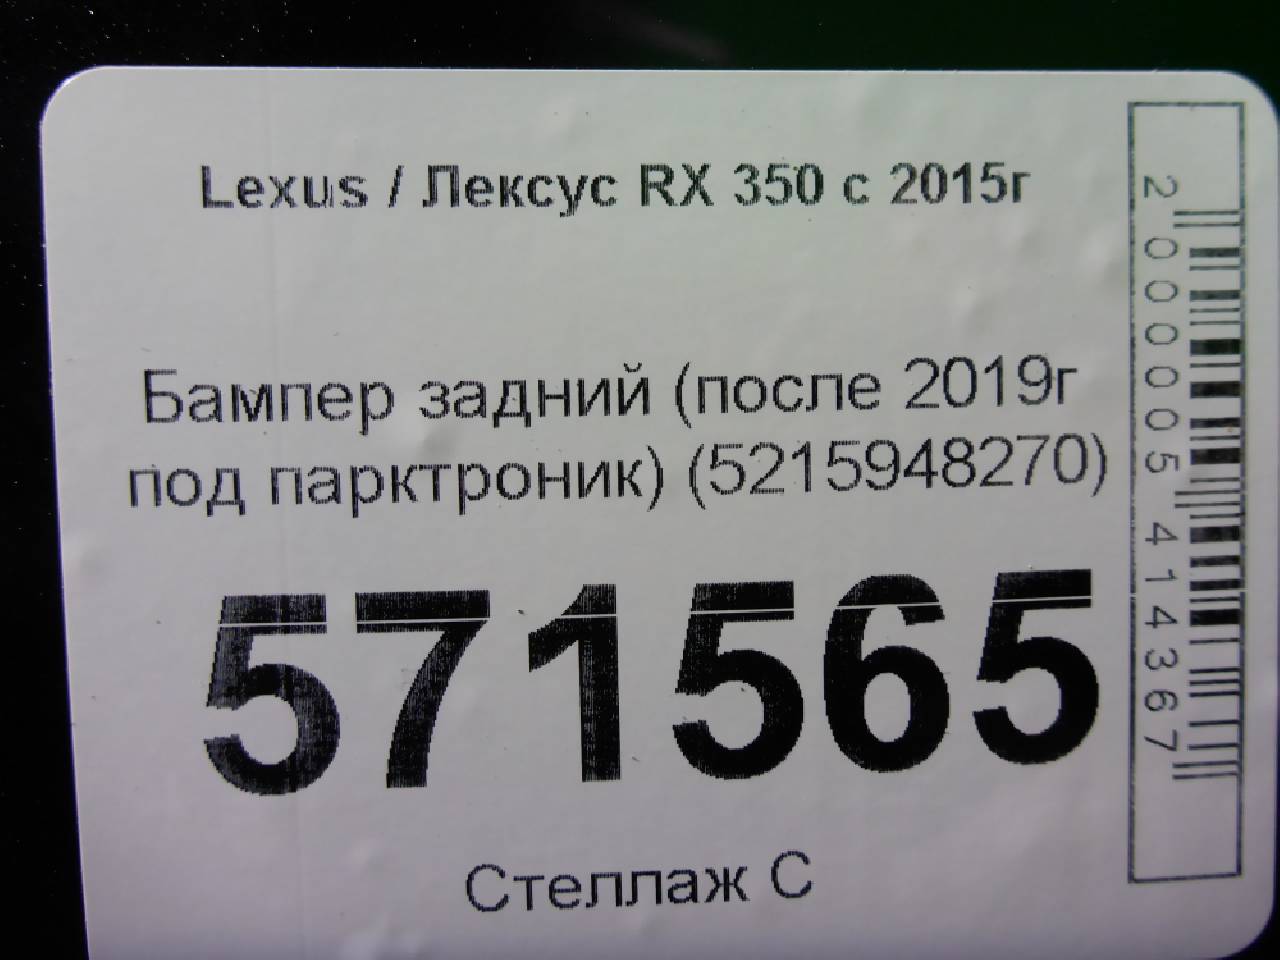 Lexus / Лексус RX 350 с 2015г
Бампер задний (после 2019г
под парктроник) (5215948270)
571565
Стеллаж С
2000005414367